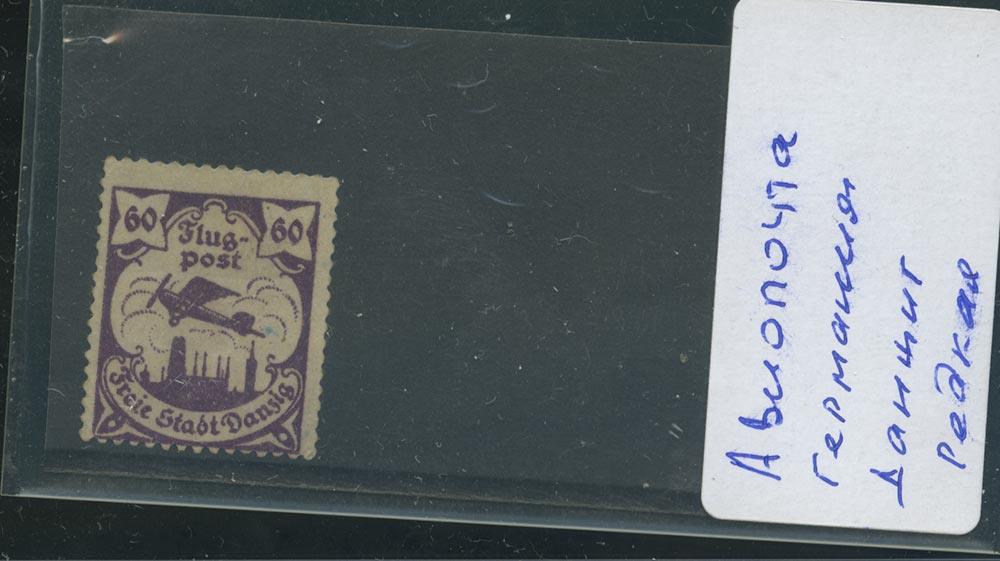 60
60
Flug-
post
Freie Stadt Danzig
Авиопочта
Германия
Данциг
Редкая